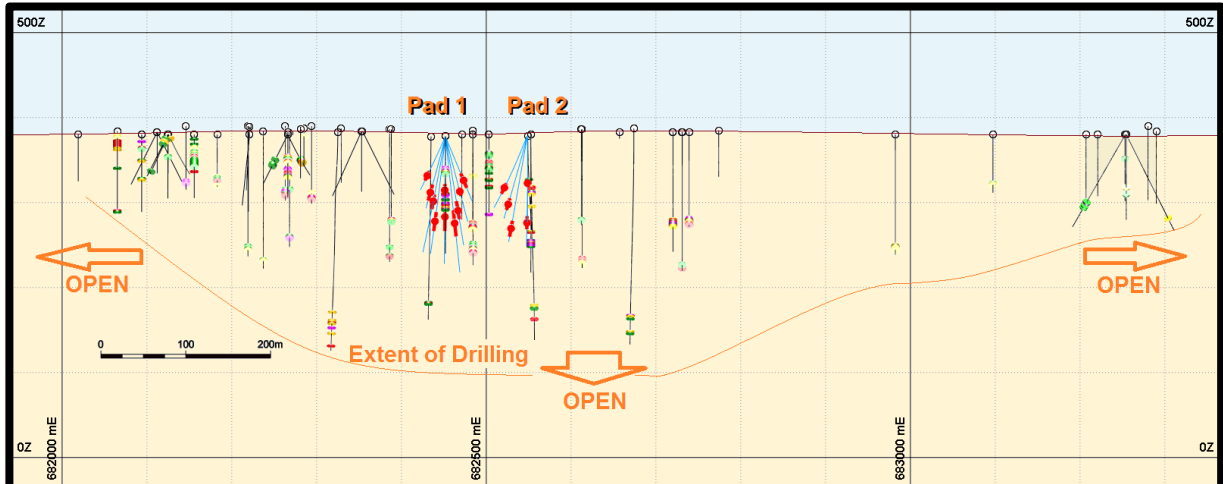 500Z 500Z
Pad 1 Pad 2
OPEN OPEN
0 100 200m
Extent of Drilling
OPEN
0Z 0Z
682000 mE 682500 mE 683000 mE